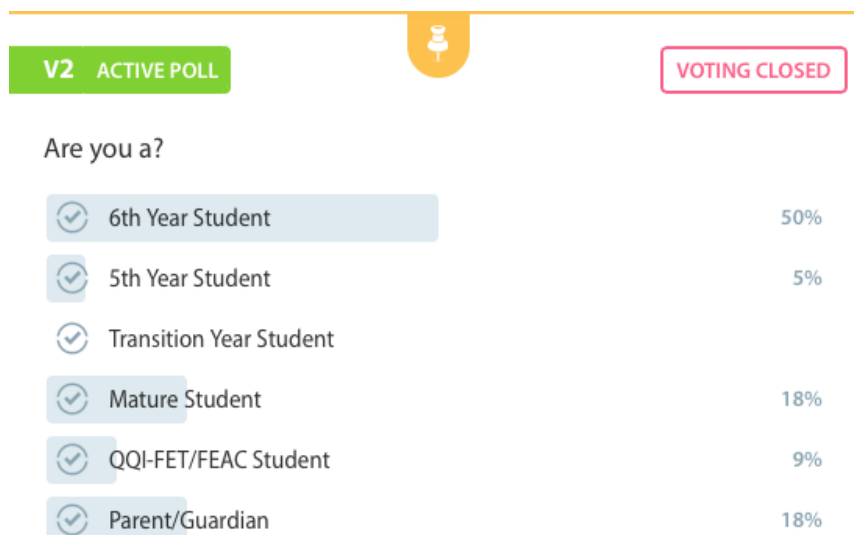 V2 ACTIVE POLL
VOTING CLOSED
Are you a?
6th Year Student 50%
5th Year Student 5%
Transition Year Student
Mature Student 18%
QQI-FET/FEAC Student 9%
Parent/Guardian 18%